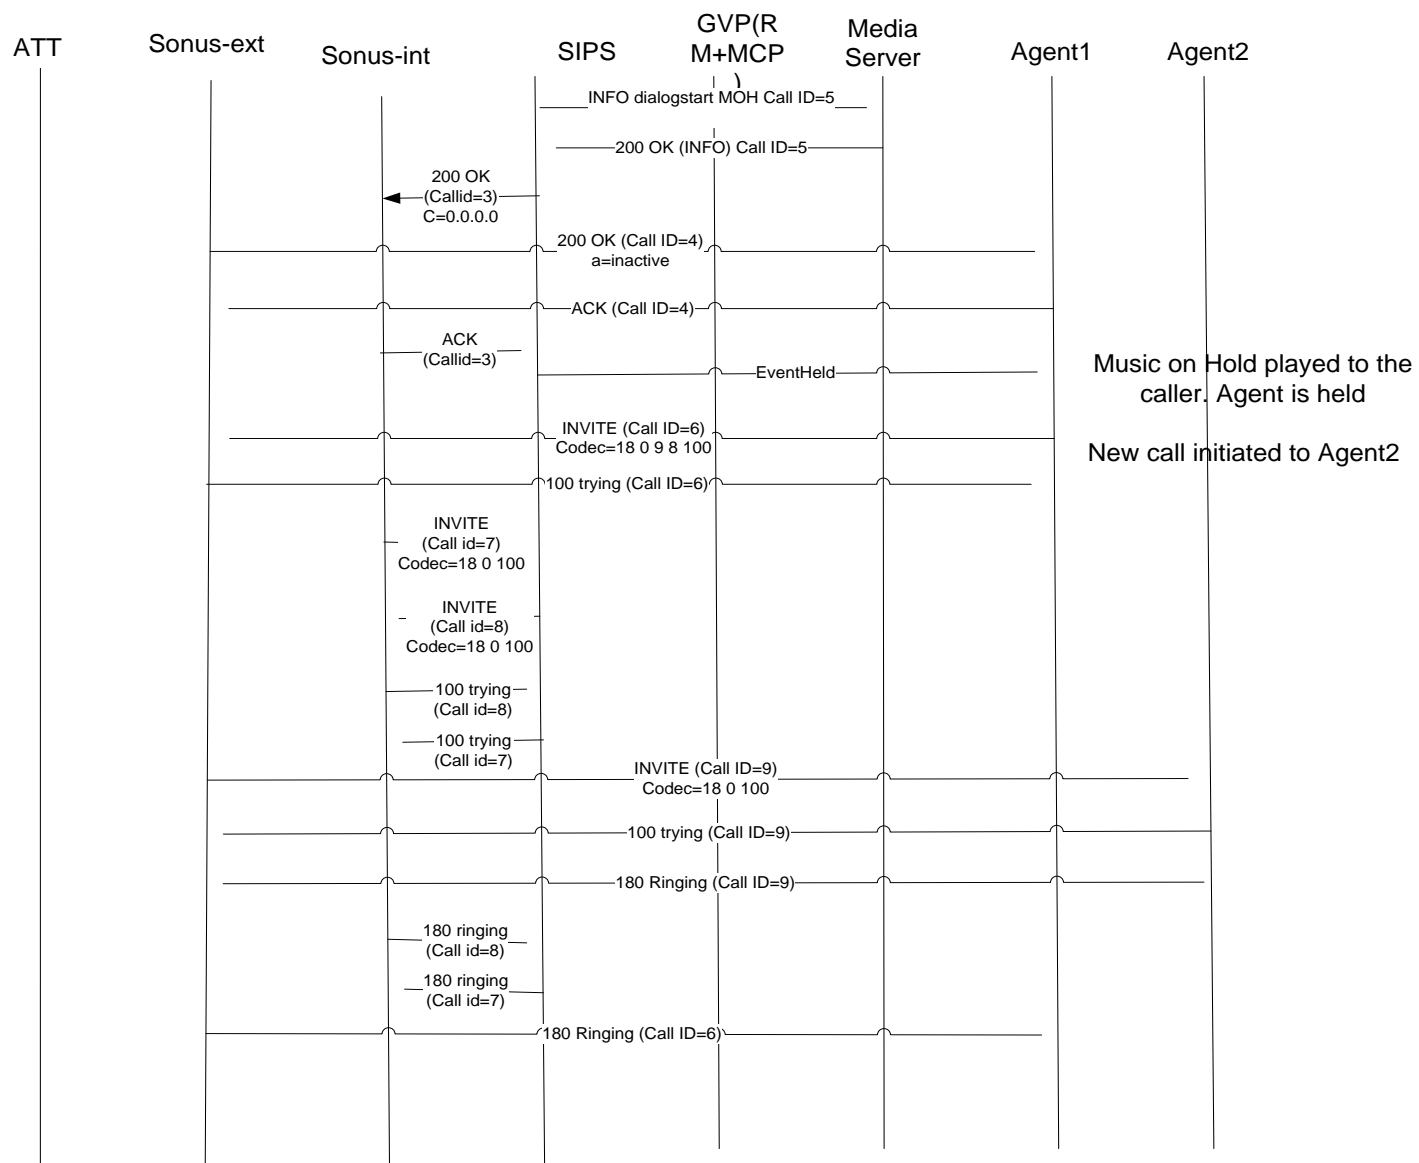 ATT
Sonus-ext
Sonus-int
SIPS
GVP(R
M+MCP
)
Media
Server
Agent1
Agent2
INFO dialogstart MOH Call ID=5
200 OK (INFO) Call ID=5
200 OK
(Callid=3)
C=0.0.0.0
200 OK (Call ID=4)
a=inactive
ACK (Call ID=4)
ACK
(Callid=3)
EventHeld
Music on Hold played to the
caller. Agent is held
New call initiated to Agent2
INVITE (Call ID=6)
Codec=18 0 9 8 100
100 trying (Call ID=6)
INVITE
(Call id=7)
Codec=18 0 100
INVITE
(Call id=8)
Codec=18 0 100
100 trying
(Call id=8)
100 trying
(Call id=7)
INVITE (Call ID=9)
Codec=18 0 100
100 trying (Call ID=9)
180 Ringing (Call ID=9)
180 ringing
(Call id=8)
180 ringing
(Call id=7)
180 Ringing (Call ID=6)